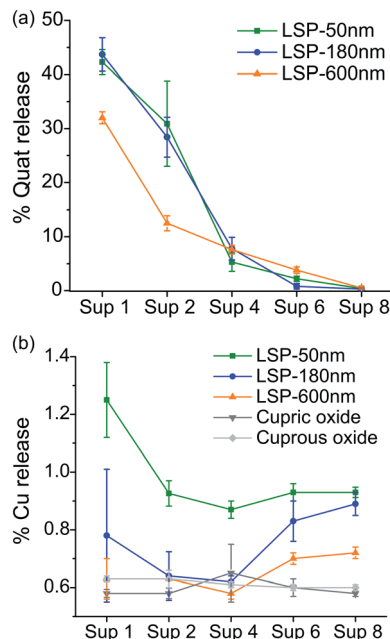 (a)
LSP-50nm
LSP-180nm
LSP-600nm
% Quat release
50
40
30
20
10
0
Sup 1 Sup 2 Sup 4 Sup 6 Sup 8
(b)
LSP-50nm
LSP-180nm
LSP-600nm
Cupric oxide
Cuprous oxide
% Cu release
1.4
1.2
1.0
0.8
0.6
Sup 1 Sup 2 Sup 4 Sup 6 Sup 8